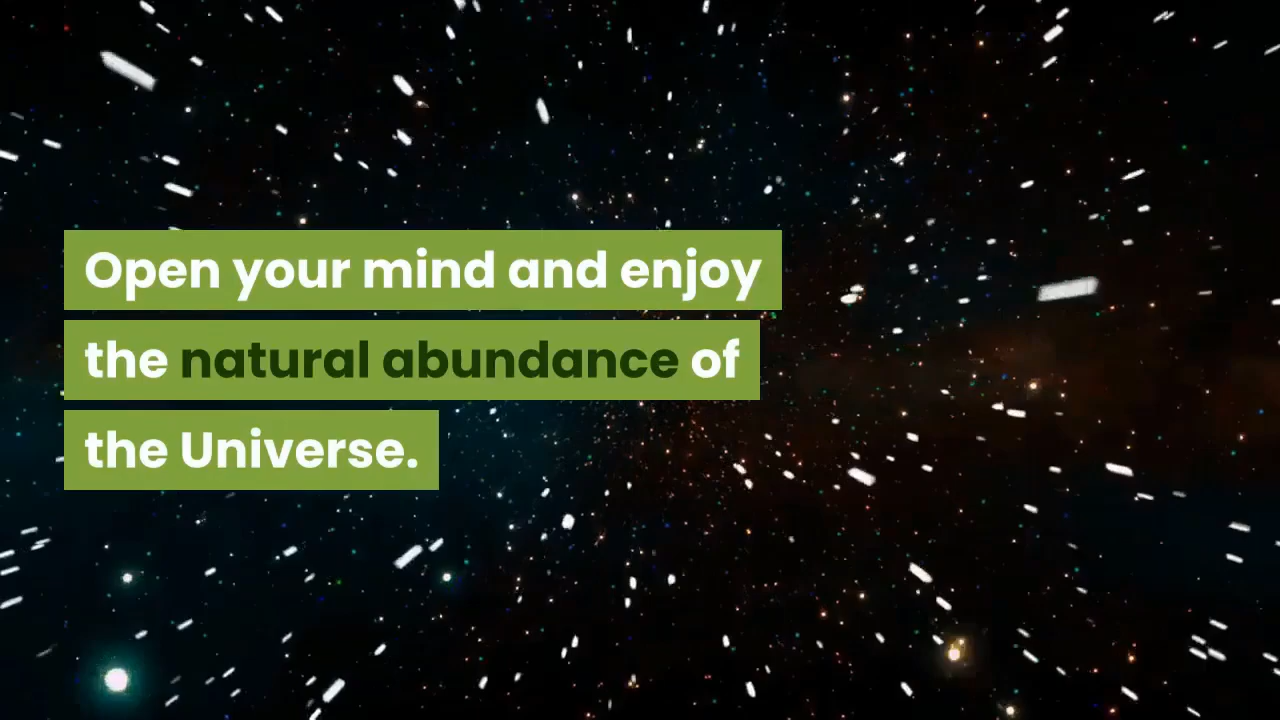 Open your mind and enjoy
the natural abundance of
the Universe.